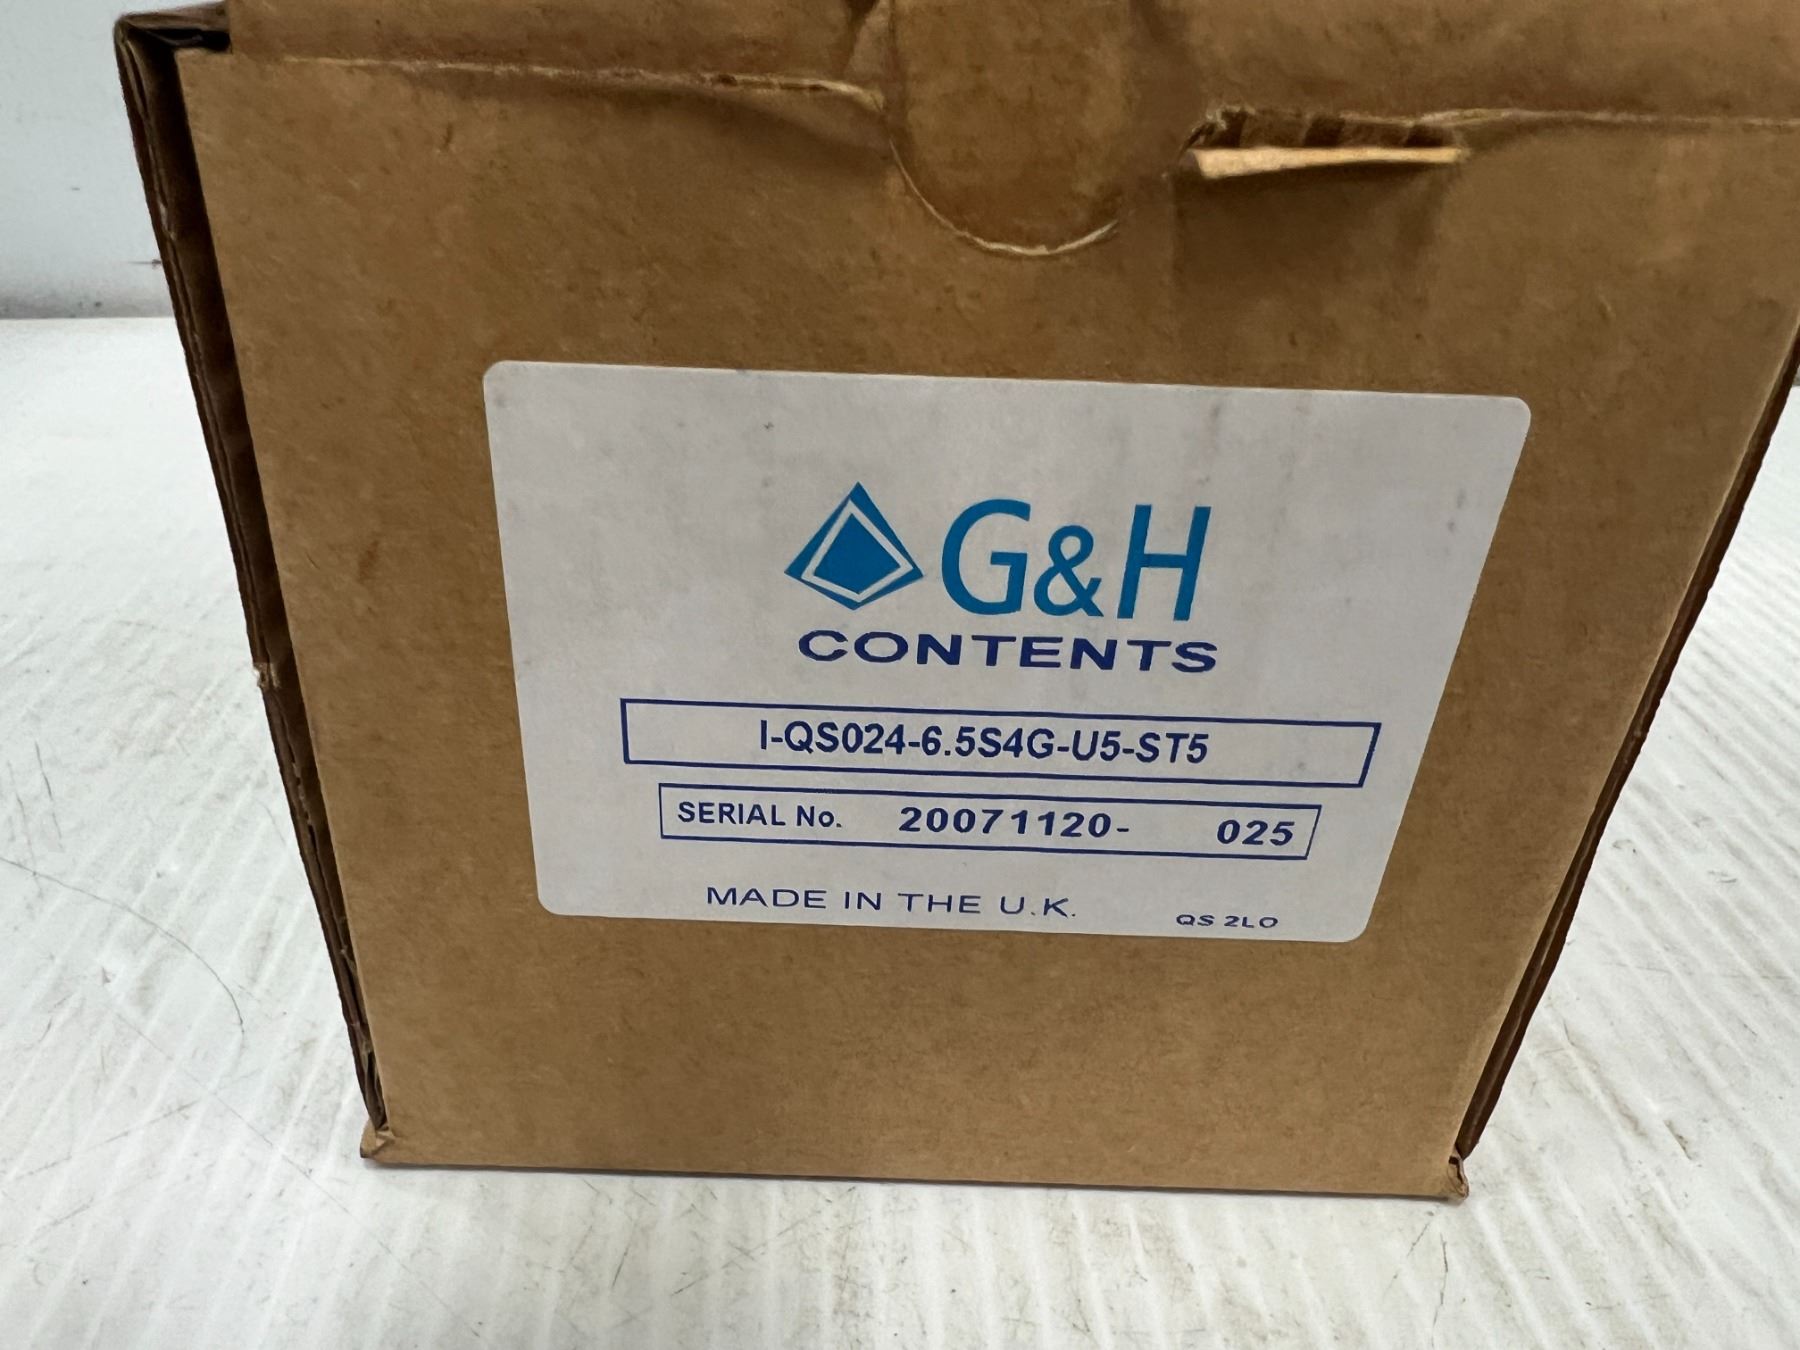 G&H
CONTENTS
I-QS024-6.5S4G-U5-ST5
SERIAL No. 20071120- 025
MADE IN THE U.K.
QS 2LO